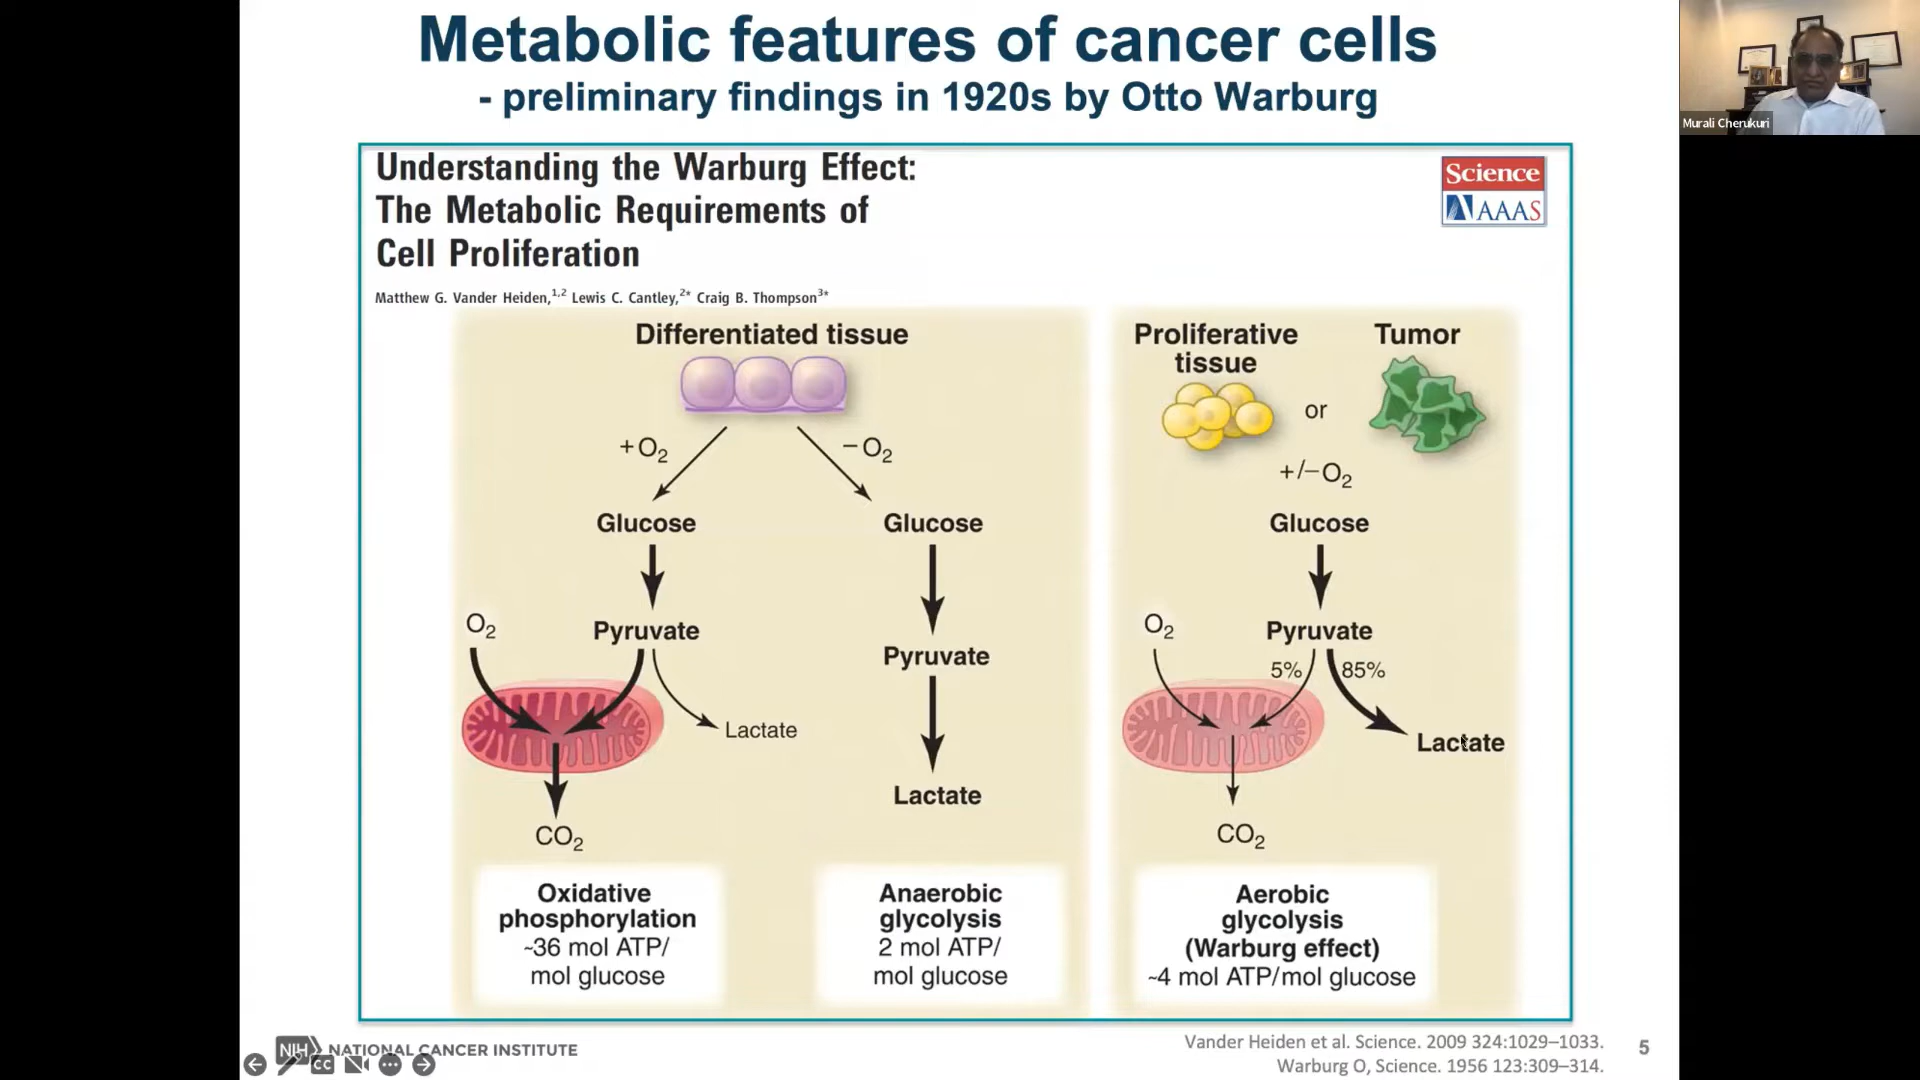 Metabolic features of cancer cells
- preliminary findings in 1920s by Otto Warburg
Murali Cherukuri
Understanding the Warburg Effect:
The Metabolic Requirements of
Cell Proliferation
Science
AAAS
Matthew G. Vander Heiden,1,2 Lewis C. Cantley,2* Craig B. Thompson3*
Differentiated tissue
+O2
−O2
Glucose
Glucose
O2
Pyruvate
Pyruvate
Lactate
Lactate
CO2
Oxidative
phosphorylation
~36 mol ATP/
mol glucose
Anaerobic
glycolysis
2 mol ATP/
mol glucose
Proliferative
tissue
or
Tumor
+/−O2
Glucose
O2
Pyruvate
5%
85%
Lactate
CO2
Aerobic
glycolysis
(Warburg effect)
~4 mol ATP/mol glucose
NIH NATIONAL CANCER INSTITUTE
CC
Vander Heiden et al. Science. 2009 324:1029–1033.
Warburg O, Science. 1956 123:309–314.
5